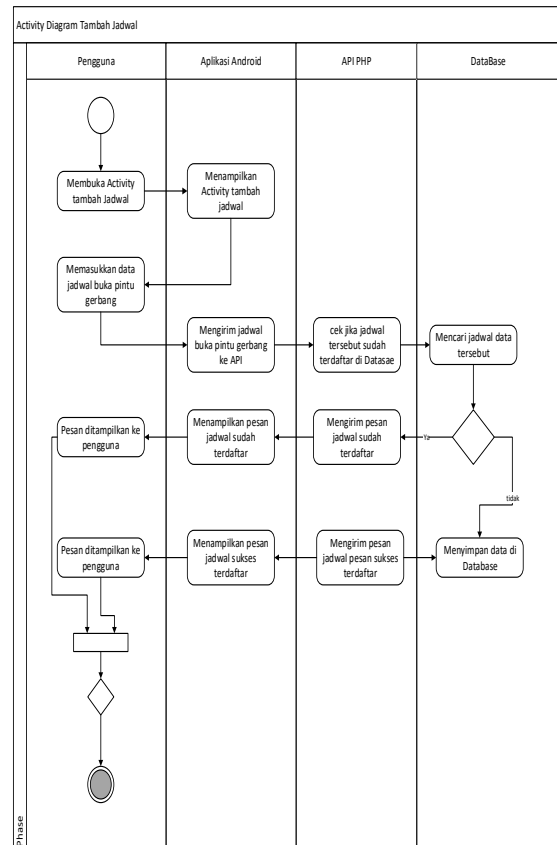 Activity Diagram Tambah Jadwal
Pengguna
Aplikasi Android
API PHP
DataBase
Membuka Activity
tambah Jadwal
Menampilkan
Activity tambah
jadwal
Memasukkan data
jadwal buka pintu
gerbang
Mengirim jadwal
buka pintu gerbang
ke API
cek jika jadwal
tersebut sudah
terdaftar di Datasae
Mencari jadwal data
tersebut
Pesan ditampilkan ke
pengguna
Menampilkan pesan
jadwal sudah
terdaftar
Mengirim pesan
jadwal sudah
terdaftar
Ya
tidak
Pesan ditampilkan ke
pengguna
Menampilkan pesan
jadwal sukses
terdaftar
Mengirim pesan
jadwal pesan sukses
terdaftar
Menyimpan data di
Database
Phase